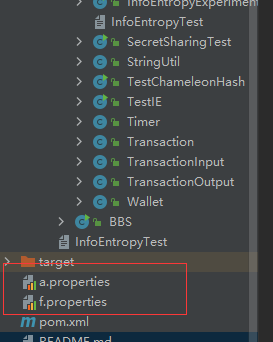 InfoEntropyExperiment
InfoEntropyTest
SecretSharingTest
StringUtil
TestChameleonHash
TestIE
Timer
Transaction
TransactionInput
TransactionOutput
Wallet
BBS
InfoEntropyTest
target
a.properties
f.properties
pom.xml
README.md